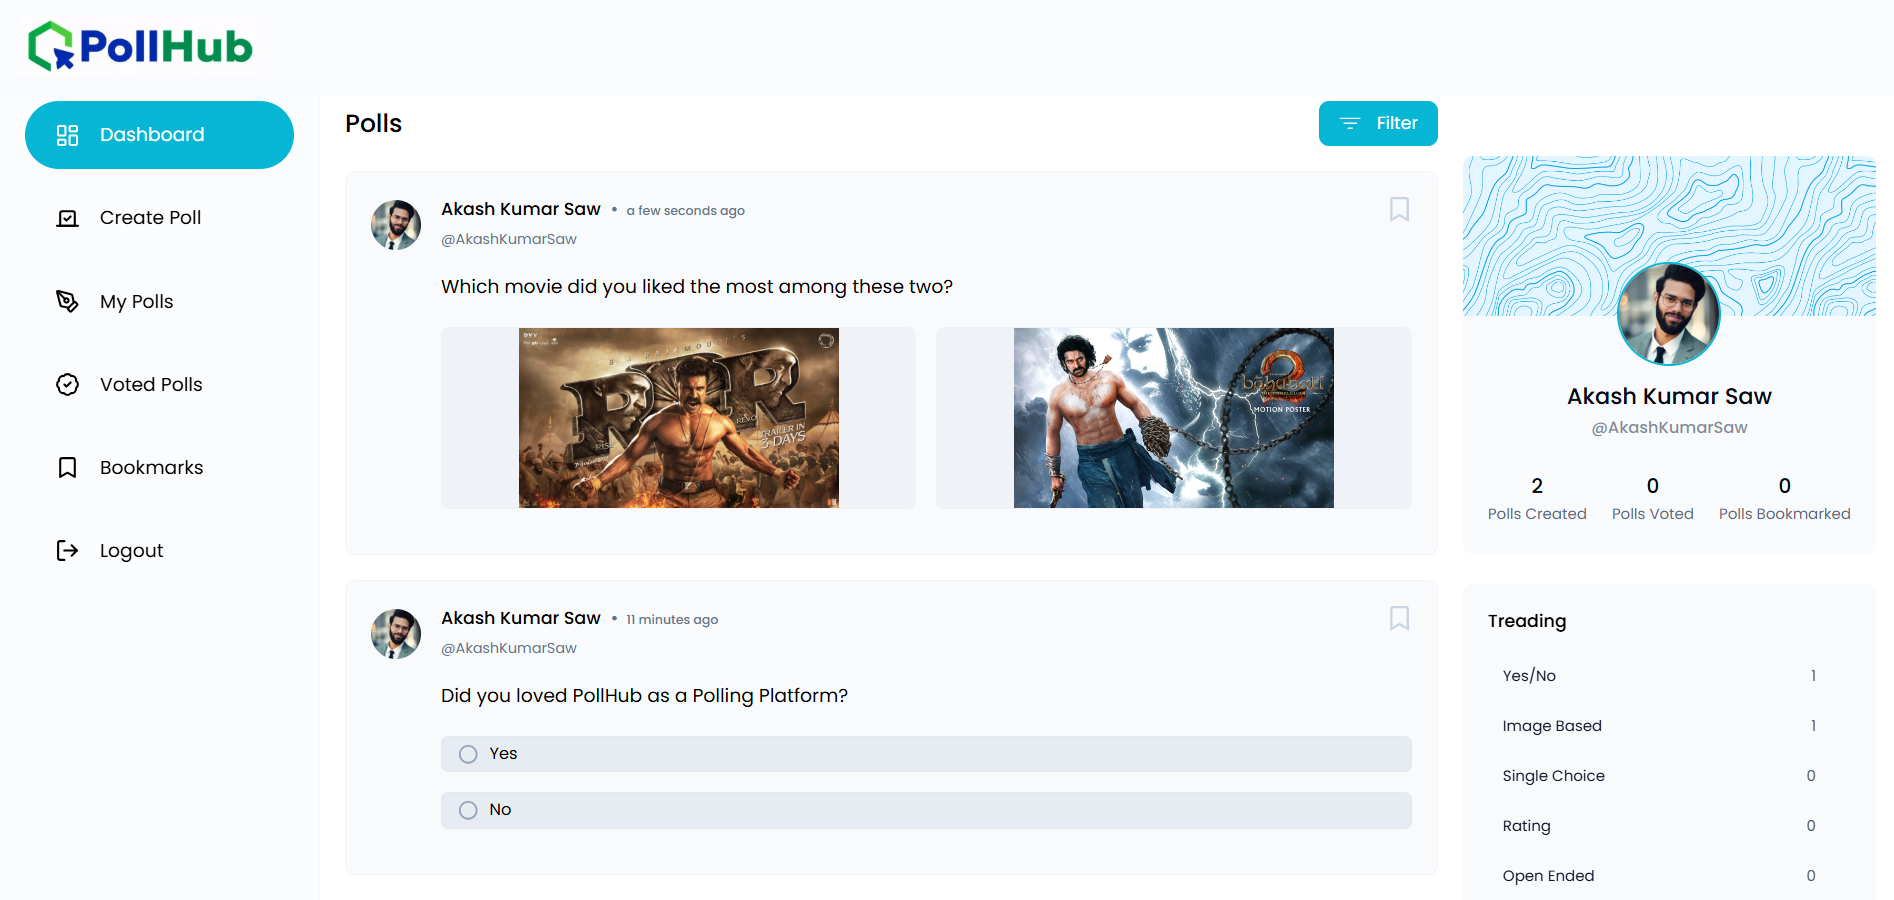 PollHub
Dashboard
Create Poll
My Polls
Voted Polls
Bookmarks
Logout
Polls
Filter
Akash Kumar Saw • a few seconds ago
@AkashKumarSaw
Which movie did you liked the most among these two?
RRR
TRAILER IN
3 DAYS
2
bahubali
THE CONCLUSION
MOTION POSTER
Akash Kumar Saw • 11 minutes ago
@AkashKumarSaw
Did you loved PollHub as a Polling Platform?
Yes
No
Akash Kumar Saw
@AkashKumarSaw
2
Polls Created
0
Polls Voted
0
Polls Bookmarked
Treading
Yes/No 1
Image Based 1
Single Choice 0
Rating 0
Open Ended 0